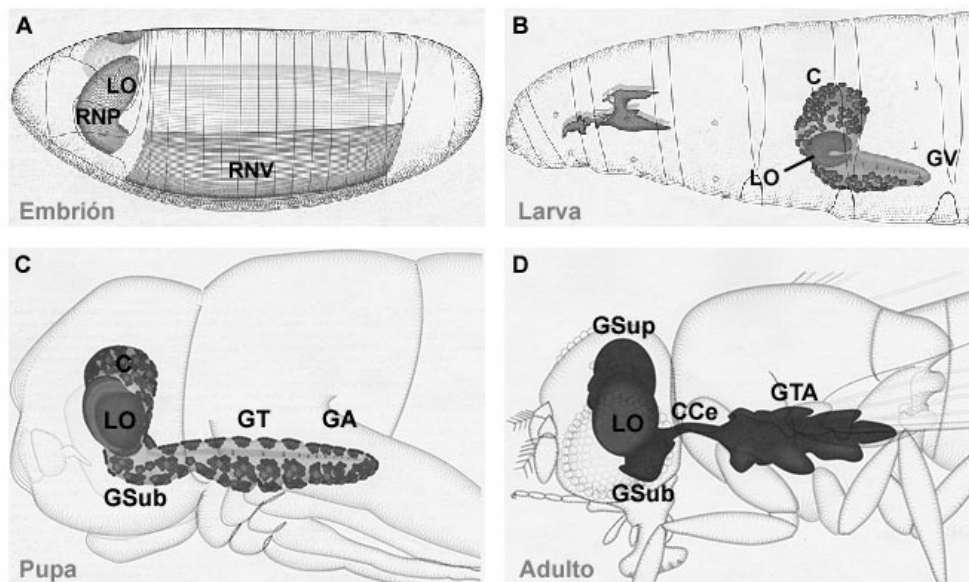 A
LO
RNP
RNV
Embrión
B
C
LO
GV
Larva
C
C
LO
GT
GA
GSub
Pupa
D
GSup
LO
CCe
GTA
GSub
Adulto